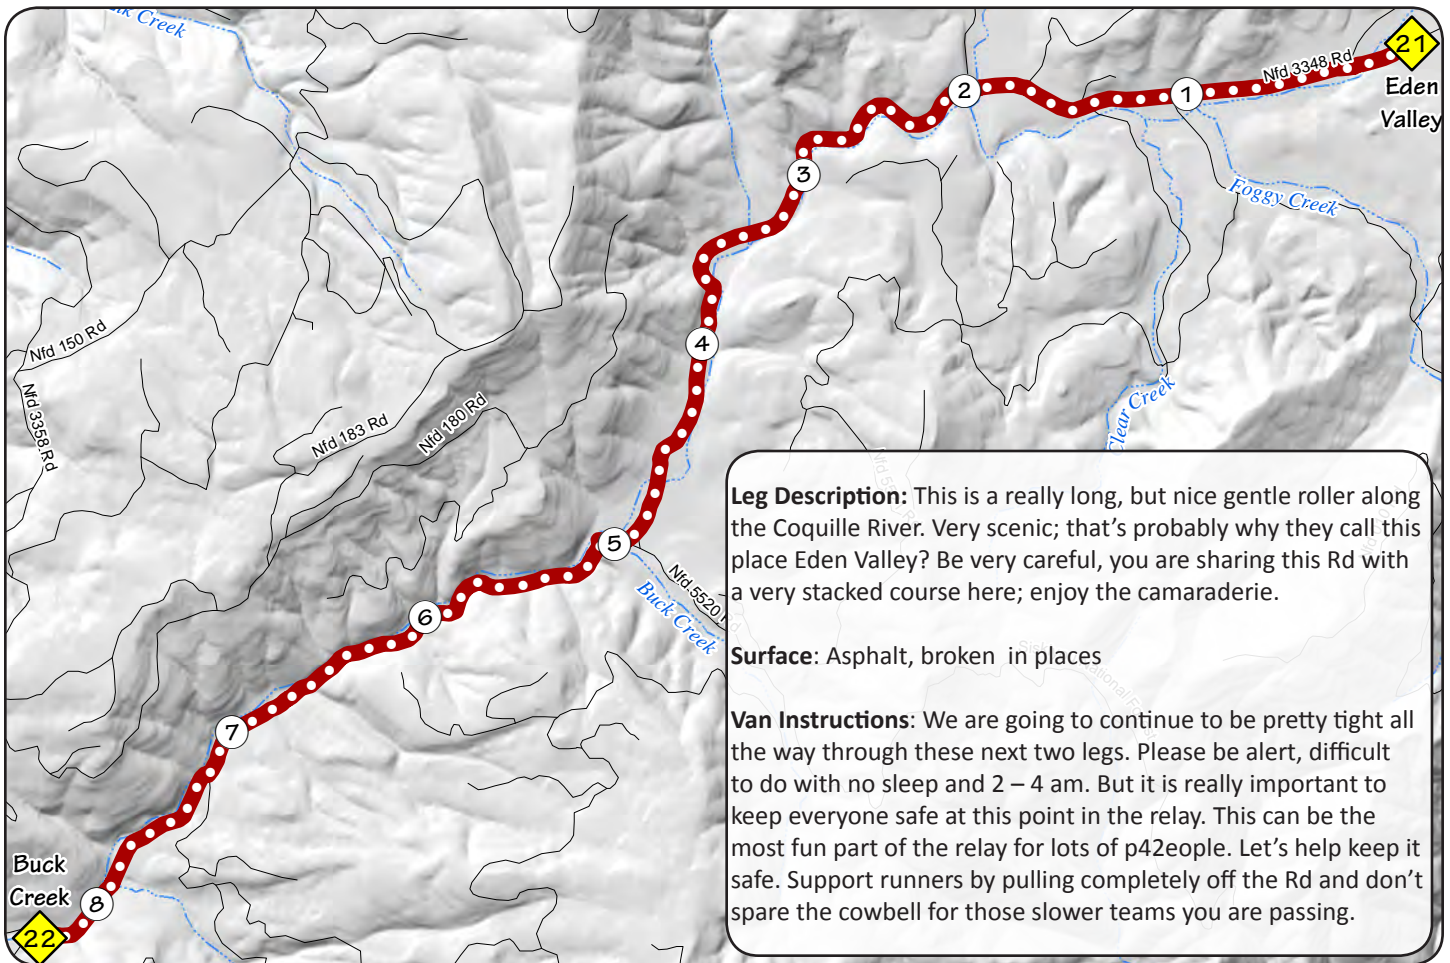 Creek
21
Eden
Valley
Nfd 3348 Rd
1
2
3
Foggy Creek
4
Nfd 150 Rd
Nfd 3358 Rd
Nfd 183 Rd
Nfd 180 Rd
Clear Creek
5
Nfd 5520 Rd
Buck Creek
6
7
8
Buck
Creek
22
Leg Description: This is a really long, but nice gentle roller along
the Coquille River. Very scenic; that’s probably why they call this
place Eden Valley? Be very careful, you are sharing this Rd with
a very stacked course here; enjoy the camaraderie.
Surface: Asphalt, broken in places
Van Instructions: We are going to continue to be pretty tight all
the way through these next two legs. Please be alert, difficult
to do with no sleep and 2 – 4 am. But it is really important to
keep everyone safe at this point in the relay. This can be the
most fun part of the relay for lots of p42eople. Let’s help keep it
safe. Support runners by pulling completely off the Rd and don’t
spare the cowbell for those slower teams you are passing.